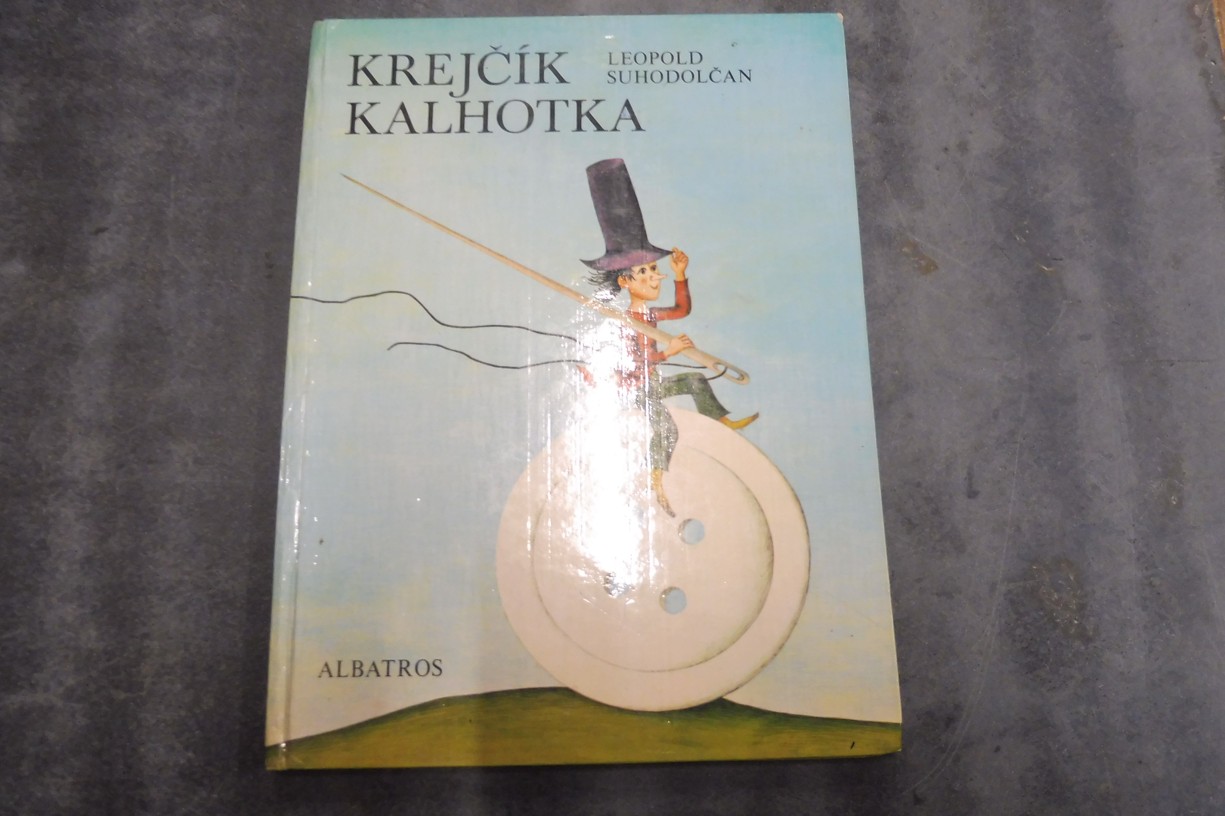 KREJČÍK
KALHOTKA
LEOPOLD
SUHODOLČAN
ALBATROS